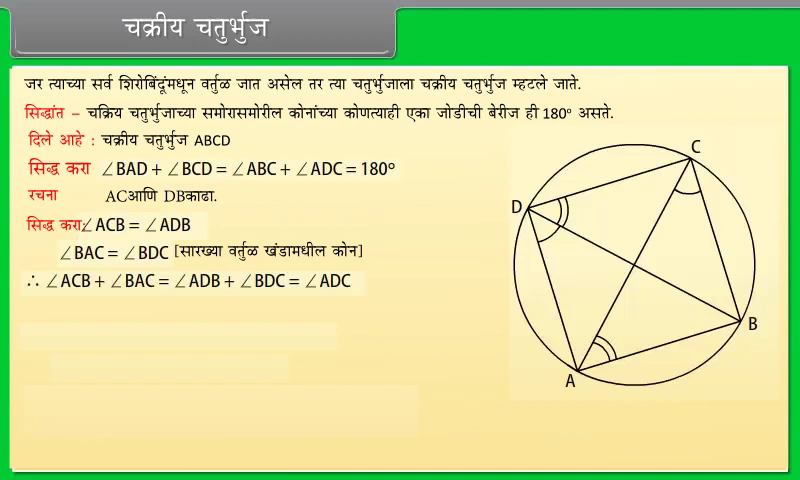 चक्रीय चतुर्भुज
जर त्याच्या सर्व शिरोबिंदूंमधून वर्तुळ जात असेल तर त्या चतुर्भुजाला चक्रीय चतुर्भुज म्हटले जाते.
सिद्धांत – चक्रिय चतुर्भुजाच्या समोरासमोरील कोनांच्या कोणत्याही एका जोडीची बेरीज ही 180° असते.
दिले आहे : चक्रीय चतुर्भुज ABCD
सिद्ध करा ∠BAD + ∠BCD = ∠ABC + ∠ADC = 180°
रचना ACआणि DBकाढा.
सिद्ध करा ∠ACB = ∠ADB
∠BAC = ∠BDC [सारख्या वर्तुळ खंडामधील कोन]
∴ ∠ACB + ∠BAC = ∠ADB + ∠BDC = ∠ADC
C
D
B
A